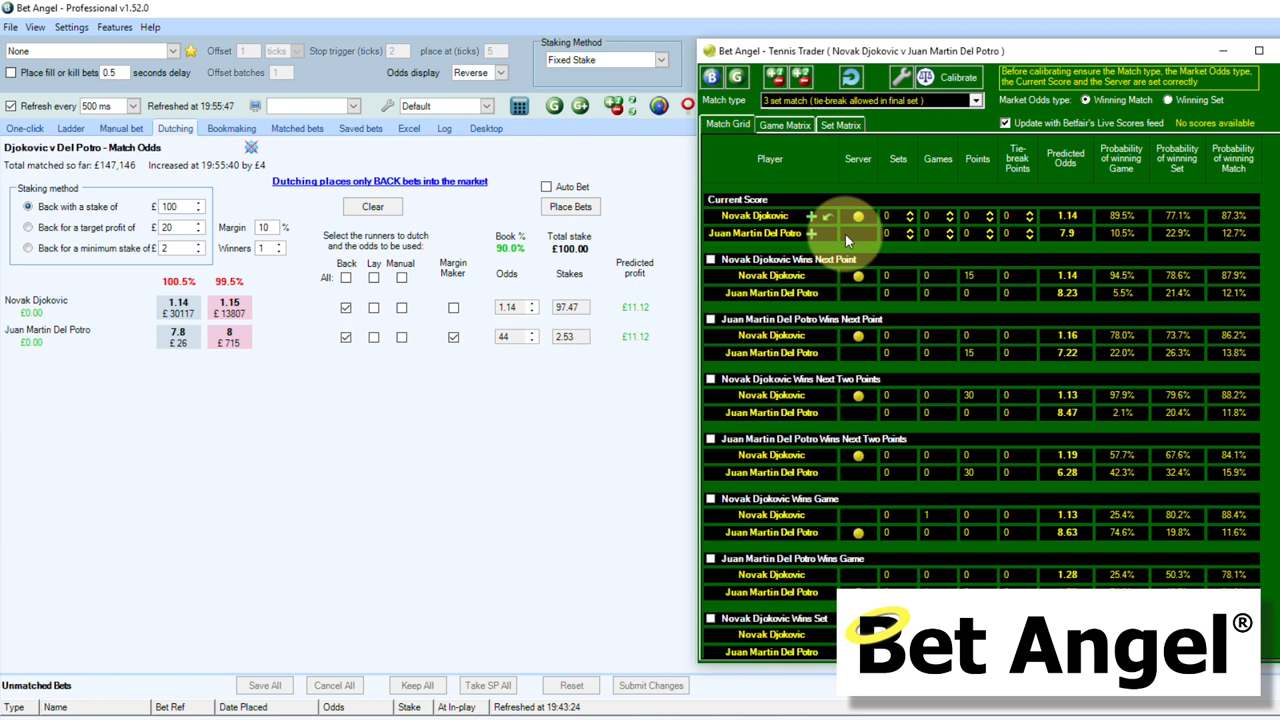 Bet Angel - Professional v1.52.0
File View Settings Features Help
None Offset 1 ticks Stop trigger (ticks) 2 place at (ticks) 5
Staking Method
Fixed Stake
Place fill or kill bets 0.5 seconds delay Offset batches 1 Odds display Reverse
Refresh every 500 ms Refreshed at 19:55:47 Default G G+
One-click Ladder Manual bet Dutching Bookmaking Matched bets Saved bets Excel Log Desktop
Djokovic v Del Potro - Match Odds
Total matched so far: £147,146 Increased at 19:55:40 by £4
Staking method
Back with a stake of £ 100
Back for a target profit of £ 20 Margin 10 %
Back for a minimum stake of £ 2 Winners 1
Dutching places only BACK bets into the market
Auto Bet
Clear Place Bets
Select the runners to dutch and the odds to be used:
Book % 90.0%
Total stake £100.00
Back Lay Manual Margin Maker Odds Stakes Predicted profit
All:
100.5% 99.5%
Novak Djokovic 1.14 1.15 1.14 97.47 £11.12
£0.00 £ 30117 £ 13807
Juan Martin Del Potro 7.8 8 44 2.53 £11.12
£0.00 £ 26 £ 715
Unmatched Bets Save All Cancel All Keep All Take SP All Reset Submit Changes
Type Name Bet Ref Date Placed Odds Stake At In-play Refreshed at 19:43:24
Bet Angel - Tennis Trader ( Novak Djokovic v Juan Martin Del Potro )
B G Calibrate
Before calibrating ensure the Match type, the Market Odds type,
the Current Score and the Server are set correctly
Match type 3 set match ( tie-break allowed in final set ) Market Odds type: Winning Match Winning Set
Match Grid Game Matrix Set Matrix Update with Betfair's Live Scores feed No scores available
Player Server Sets Games Points Tie-break Points Predicted Odds Probability of winning Game Probability of winning Set Probability of winning Match
Current Score
Novak Djokovic 0 0 0 0 1.14 89.5% 77.1% 87.3%
Juan Martin Del Potro 0 0 0 0 7.9 10.5% 22.9% 12.7%
Novak Djokovic Wins Next Point
Novak Djokovic 0 0 15 0 1.14 94.5% 78.6% 87.9%
Juan Martin Del Potro 0 0 0 0 8.23 5.5% 21.4% 12.1%
Juan Martin Del Potro Wins Next Point
Novak Djokovic 0 0 0 0 1.16 78.0% 73.7% 86.2%
Juan Martin Del Potro 0 0 15 0 7.22 22.0% 26.3% 13.8%
Novak Djokovic Wins Next Two Points
Novak Djokovic 0 0 30 0 1.13 97.9% 79.6% 88.2%
Juan Martin Del Potro 0 0 0 0 8.47 2.1% 20.4% 11.8%
Juan Martin Del Potro Wins Next Two Points
Novak Djokovic 0 0 0 0 1.19 57.7% 67.6% 84.1%
Juan Martin Del Potro 0 0 30 0 6.28 42.3% 32.4% 15.9%
Novak Djokovic Wins Game
Novak Djokovic 0 1 0 0 1.13 25.4% 80.2% 88.4%
Juan Martin Del Potro 0 0 0 0 8.63 74.6% 19.8% 11.6%
Juan Martin Del Potro Wins Game
Novak Djokovic 0 0 0 0 1.28 25.4% 50.3% 78.1%
Juan Martin Del Potro
Novak Djokovic Wins Set
Novak Djokovic
Juan Martin Del Potro
Bet Angel®